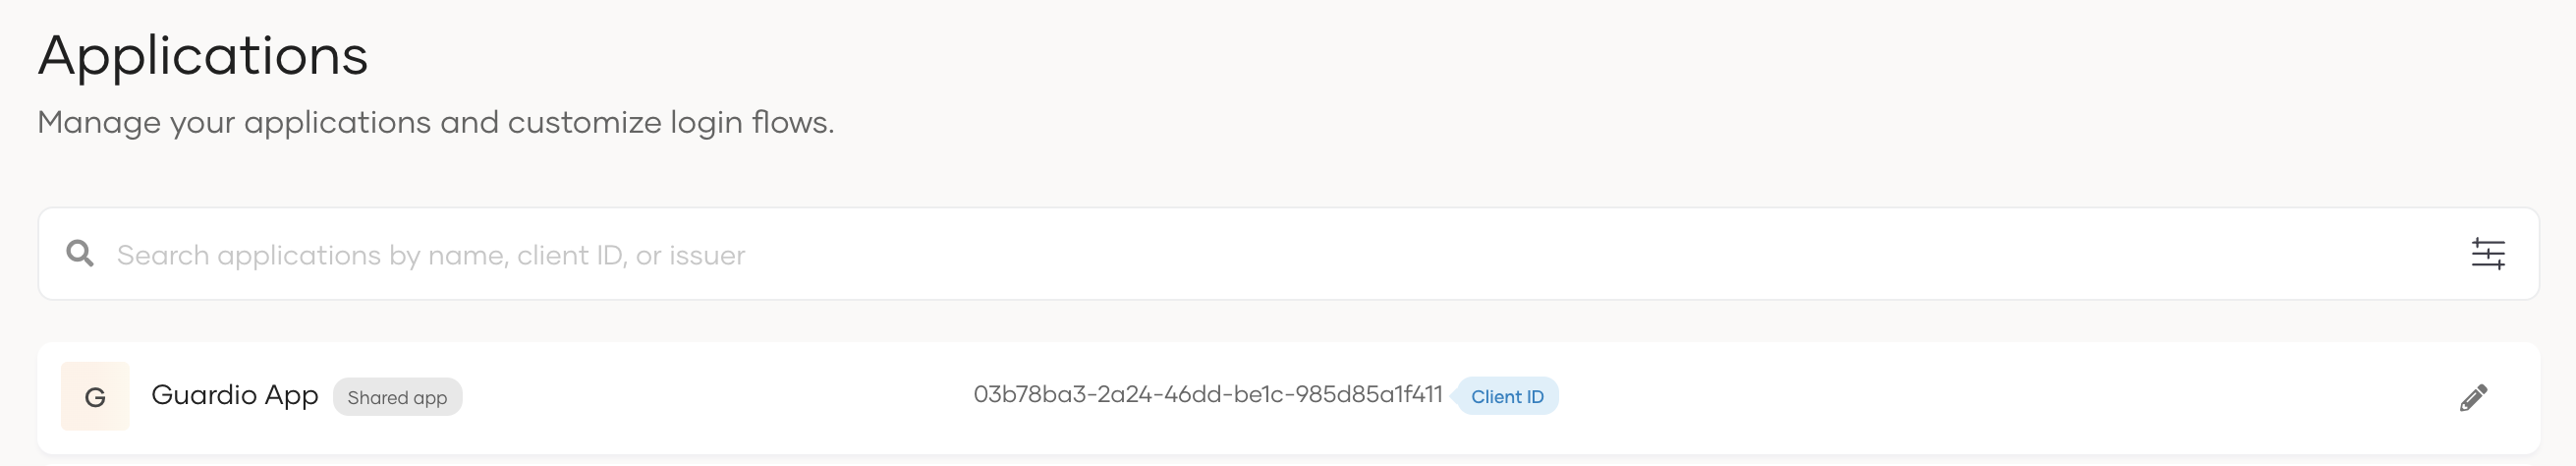 Applications
Manage your applications and customize login flows.
Search applications by name, client ID, or issuer
G Guardio App Shared app 03b78ba3-2a24-46dd-be1c-985d85a1f411 Client ID